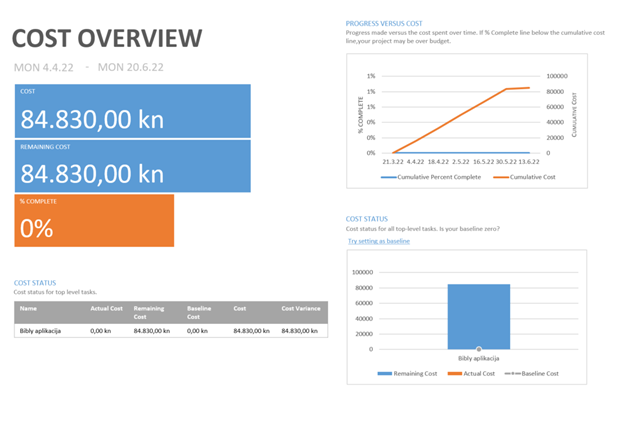 COST OVERVIEW
MON 4.4.22 - MON 20.6.22
COST
84.830,00 kn
REMAINING COST
84.830,00 kn
% COMPLETE
0%
COST STATUS
Cost status for top level tasks.
Name Actual Cost Remaining Cost Baseline Cost Cost Cost Variance
Bibly aplikacija 0,00 kn 84.830,00 kn 0,00 kn 84.830,00 kn 84.830,00 kn
PROGRESS VERSUS COST
Progress made versus the cost spent over time. If % Complete line below the cumulative cost
line,your project may be over budget.
% COMPLETE
1%
1%
1%
0%
0%
0%
100000
80000
60000
40000
20000
0
CUMULATIVE COST
21.3.22 4.4.22 18.4.22 2.5.22 16.5.22 30.5.22 13.6.22
Cumulative Percent Complete Cumulative Cost
COST STATUS
Cost status for all top-level tasks. Is your baseline zero?
Try setting as baseline
100000
80000
60000
40000
20000
0
Bibly aplikacija
Remaining Cost Actual Cost Baseline Cost